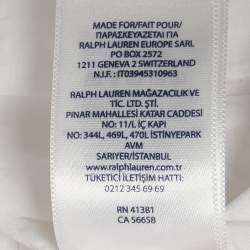 MADE FOR/FAIT POUR/
ΠΑΡΑΣΚΕΥΑΖΕΤΑΙ ΓΙΑ
RALPH LAUREN EUROPE SARL
PO BOX 2572
1211 GENEVA 2 SWITZERLAND
N.I.F.: IT03945310963
RALPH LAUREN MAĞAZACILIK VE
TİC. LTD. ŞTİ.
PINAR MAHALLESİ KATAR CADDESİ
NO: 11/L İÇ KAPI
NO: 344L, 469L, 470L İSTİNYEPARK
AVM
SARIYER/İSTANBUL
www.ralphlauren.com.tr
TÜKETİCİ İLETİŞİM HATTI:
0212 345 69 69
RN 41381
CA 56658